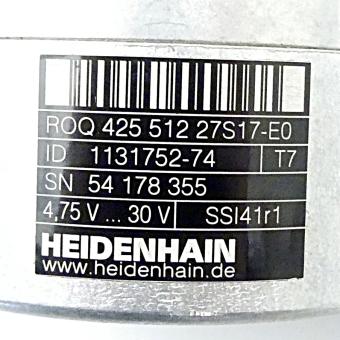 ROQ 425 512 27S17-E0
ID 1131752-74 T7
SN 54 178 355
4,75 V ... 30 V SSI41r1
HEIDENHAIN
www.heidenhain.de